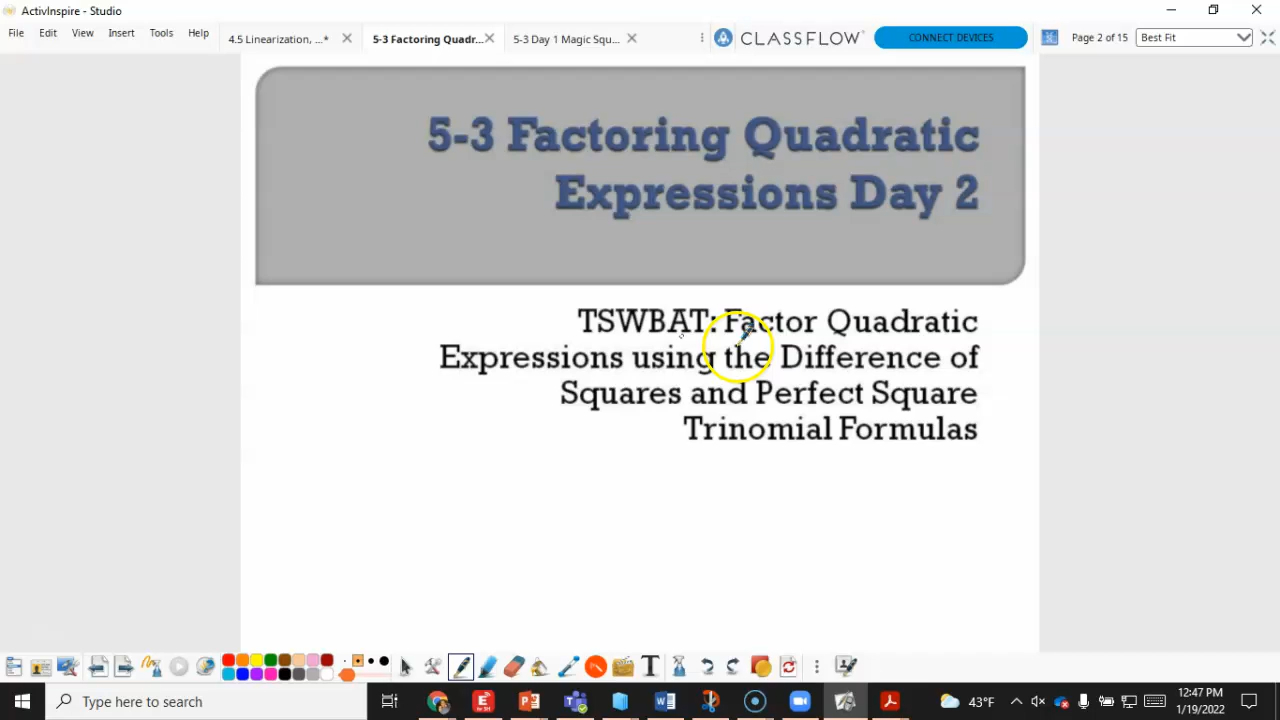 ActivInspire - Studio
File Edit View Insert Tools Help
4.5 Linearization, ...*
5-3 Factoring Quadr...
5-3 Day 1 Magic Squ...
CLASSFLOW
CONNECT DEVICES
Page 2 of 15
Best Fit
5-3 Factoring Quadratic
Expressions Day 2
TSWBAT: Factor Quadratic
Expressions using the Difference of
Squares and Perfect Square
Trinomial Formulas
Type here to search
43°F
12:47 PM
1/19/2022